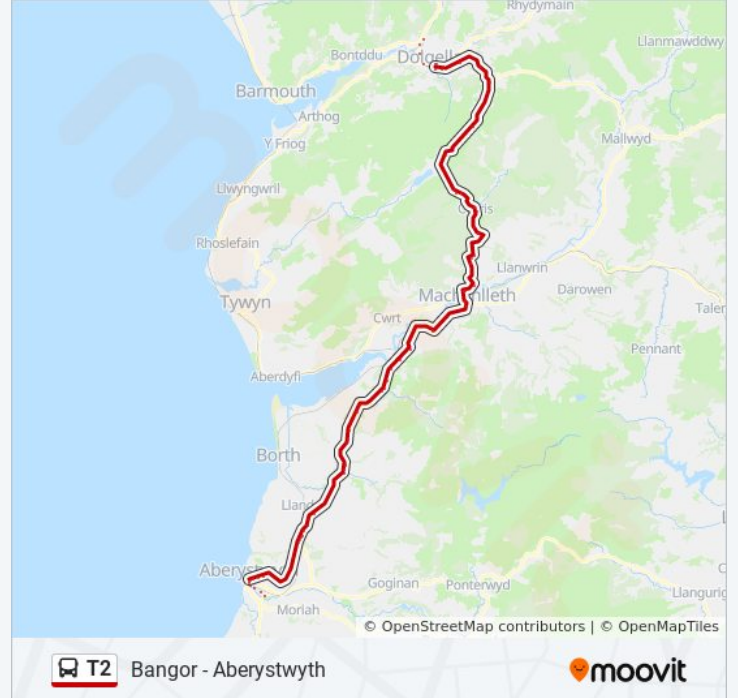 Rhydymain
Llanmawddwy
Bontddu
Barmouth
Arthog
Mallwyd
Y Friog
Llwyngwril
Rhoslefain
Llanwrin
Darowen
Tywyn
Cwrt
Pennant
Aberdyfi
Borth
Goginan
Ponterwyd
Morlah
© OpenStreetMap contributors | © OpenMapTiles
T2 Bangor - Aberystwyth
moovit